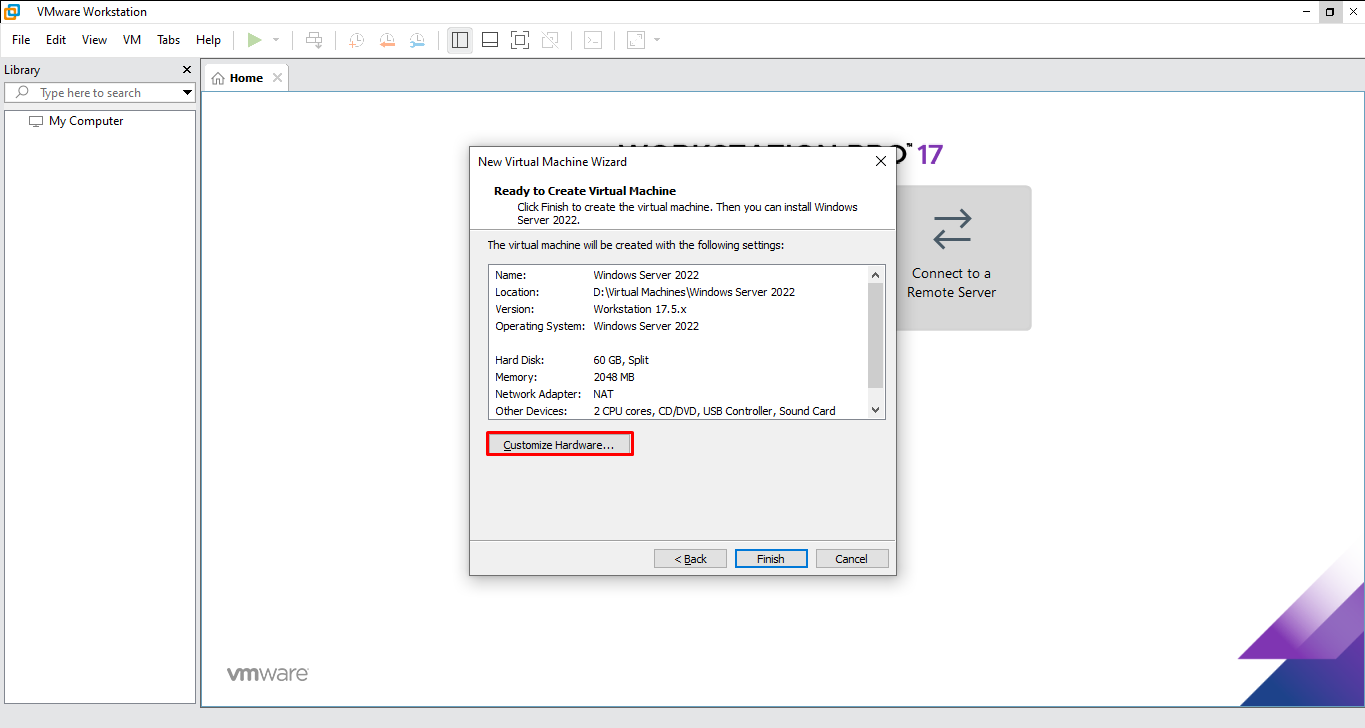 VMware Workstation
File Edit View VM Tabs Help
Library
Type here to search
My Computer
Home
WORKSTATION PRO™ 17
Connect to a
Remote Server
New Virtual Machine Wizard
Ready to Create Virtual Machine
Click Finish to create the virtual machine. Then you can install Windows
Server 2022.
The virtual machine will be created with the following settings:
Name: Windows Server 2022
Location: D:\Virtual Machines\Windows Server 2022
Version: Workstation 17.5.x
Operating System: Windows Server 2022
Hard Disk: 60 GB, Split
Memory: 2048 MB
Network Adapter: NAT
Other Devices: 2 CPU cores, CD/DVD, USB Controller, Sound Card
Customize Hardware...
< Back Finish Cancel
vmware